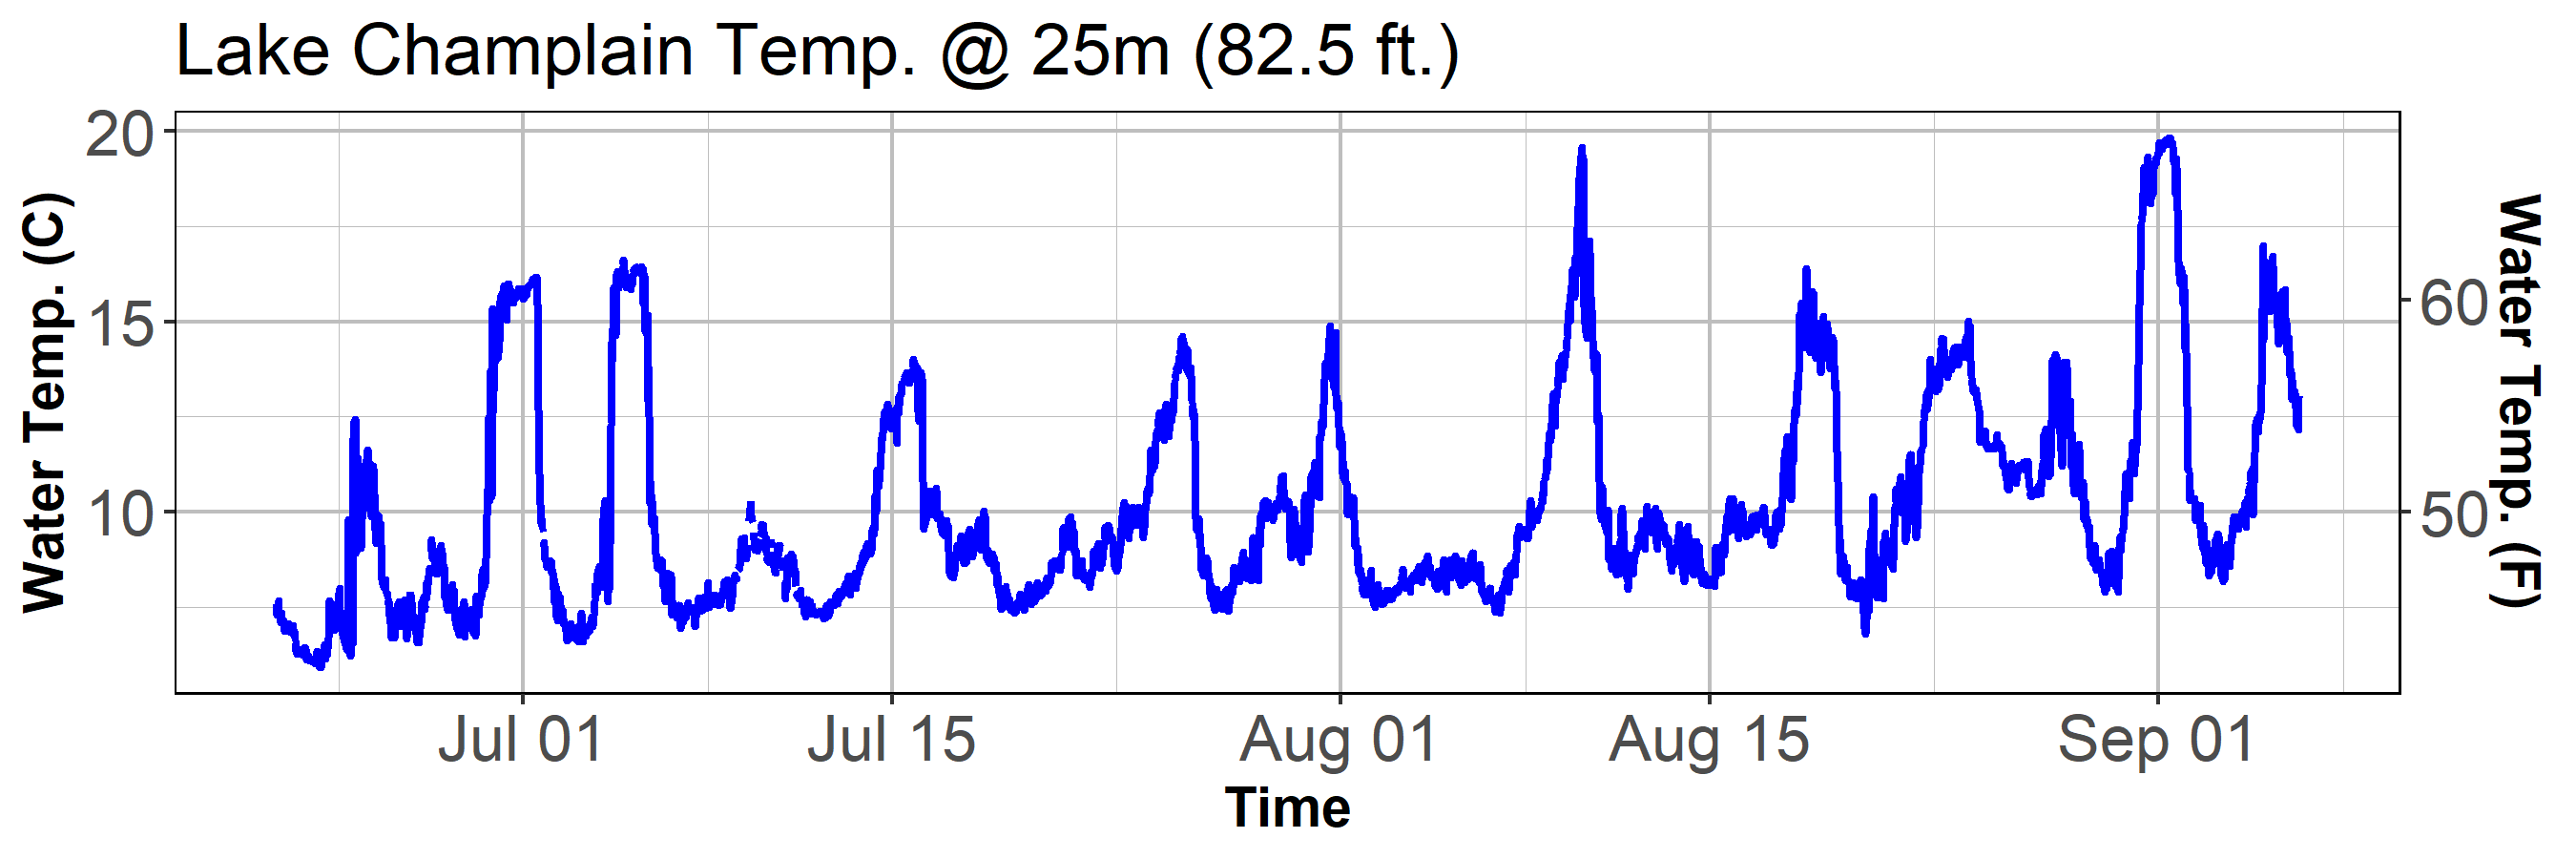 Lake Champlain Temp. @ 25m (82.5 ft.)
Water Temp. (C)
20
15
10
60
50
Water Temp. (F)
Jul 01 Jul 15 Aug 01 Aug 15 Sep 01
Time